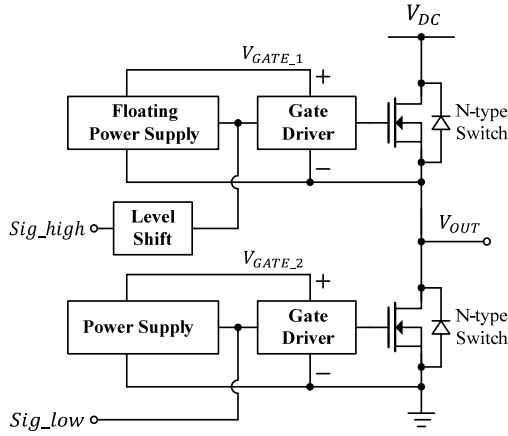 V_DC
V_GATE_1
+
Floating
Power Supply
Gate
Driver
N-type
Switch
−
Sig_high
Level
Shift
V_OUT
V_GATE_2
+
Power Supply
Gate
Driver
N-type
Switch
−
Sig_low